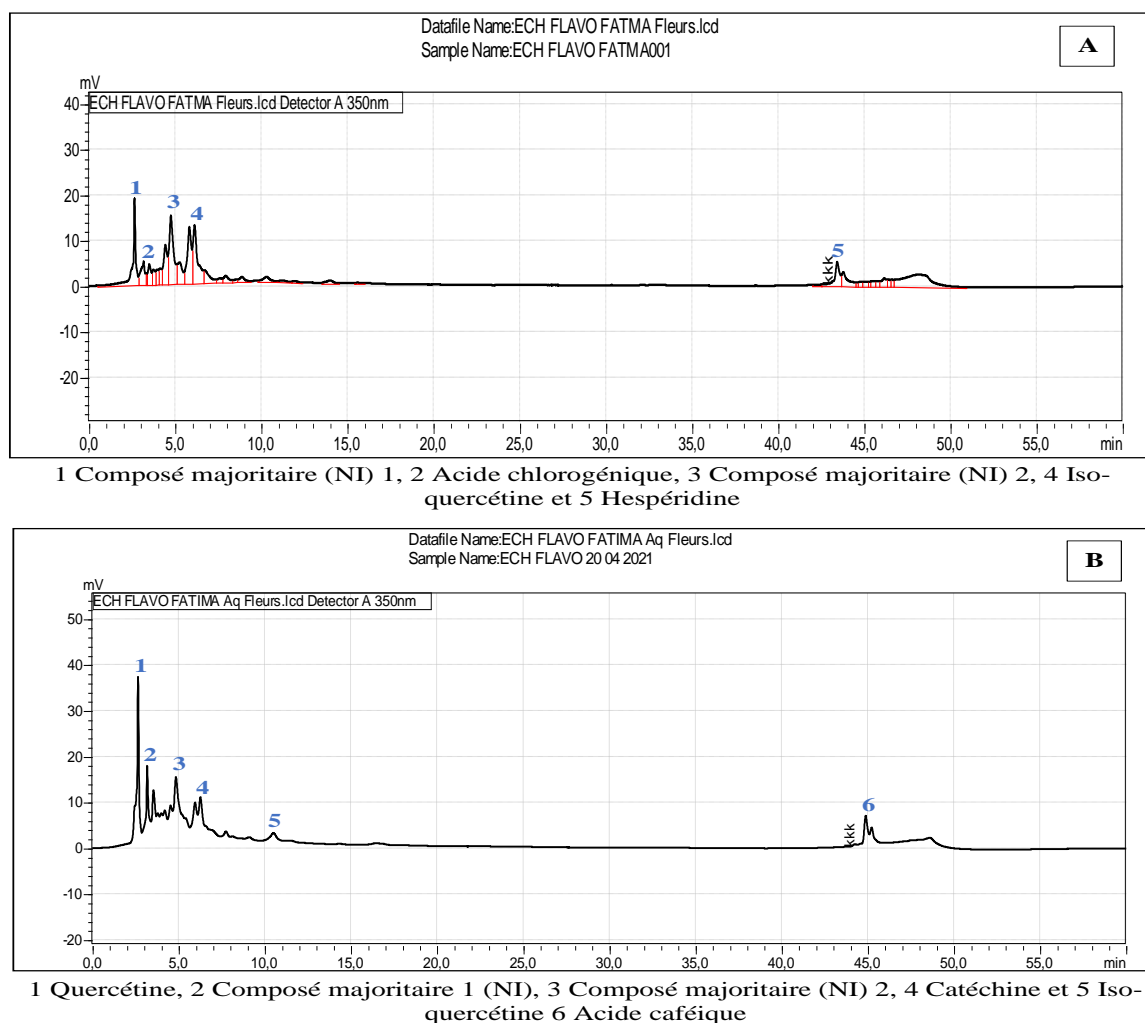 Datafile Name:ECH FLAVO FATMA Fleurs.lcd
Sample Name:ECH FLAVO FATMA001
A
mV
ECH FLAVO FATMA Fleurs.lcd Detector A 350nm
40
30
20
10
0
-10
-20
1
2
3
4
5
kkk
0,0 5,0 10,0 15,0 20,0 25,0 30,0 35,0 40,0 45,0 50,0 55,0 min
1 Composé majoritaire (NI) 1, 2 Acide chlorogénique, 3 Composé majoritaire (NI) 2, 4 Iso-
quercétine et 5 Hespéridine
Datafile Name:ECH FLAVO FATIMA Aq Fleurs.lcd
Sample Name:ECH FLAVO 20 04 2021
B
mV
ECH FLAVO FATIMA Aq Fleurs.lcd Detector A 350nm
50
40
30
20
10
0
-10
-20
1
2
3
4
5
6
kkk
0,0 5,0 10,0 15,0 20,0 25,0 30,0 35,0 40,0 45,0 50,0 55,0 min
1 Quercétine, 2 Composé majoritaire 1 (NI), 3 Composé majoritaire (NI) 2, 4 Catéchine et 5 Iso-
quercétine 6 Acide caféique